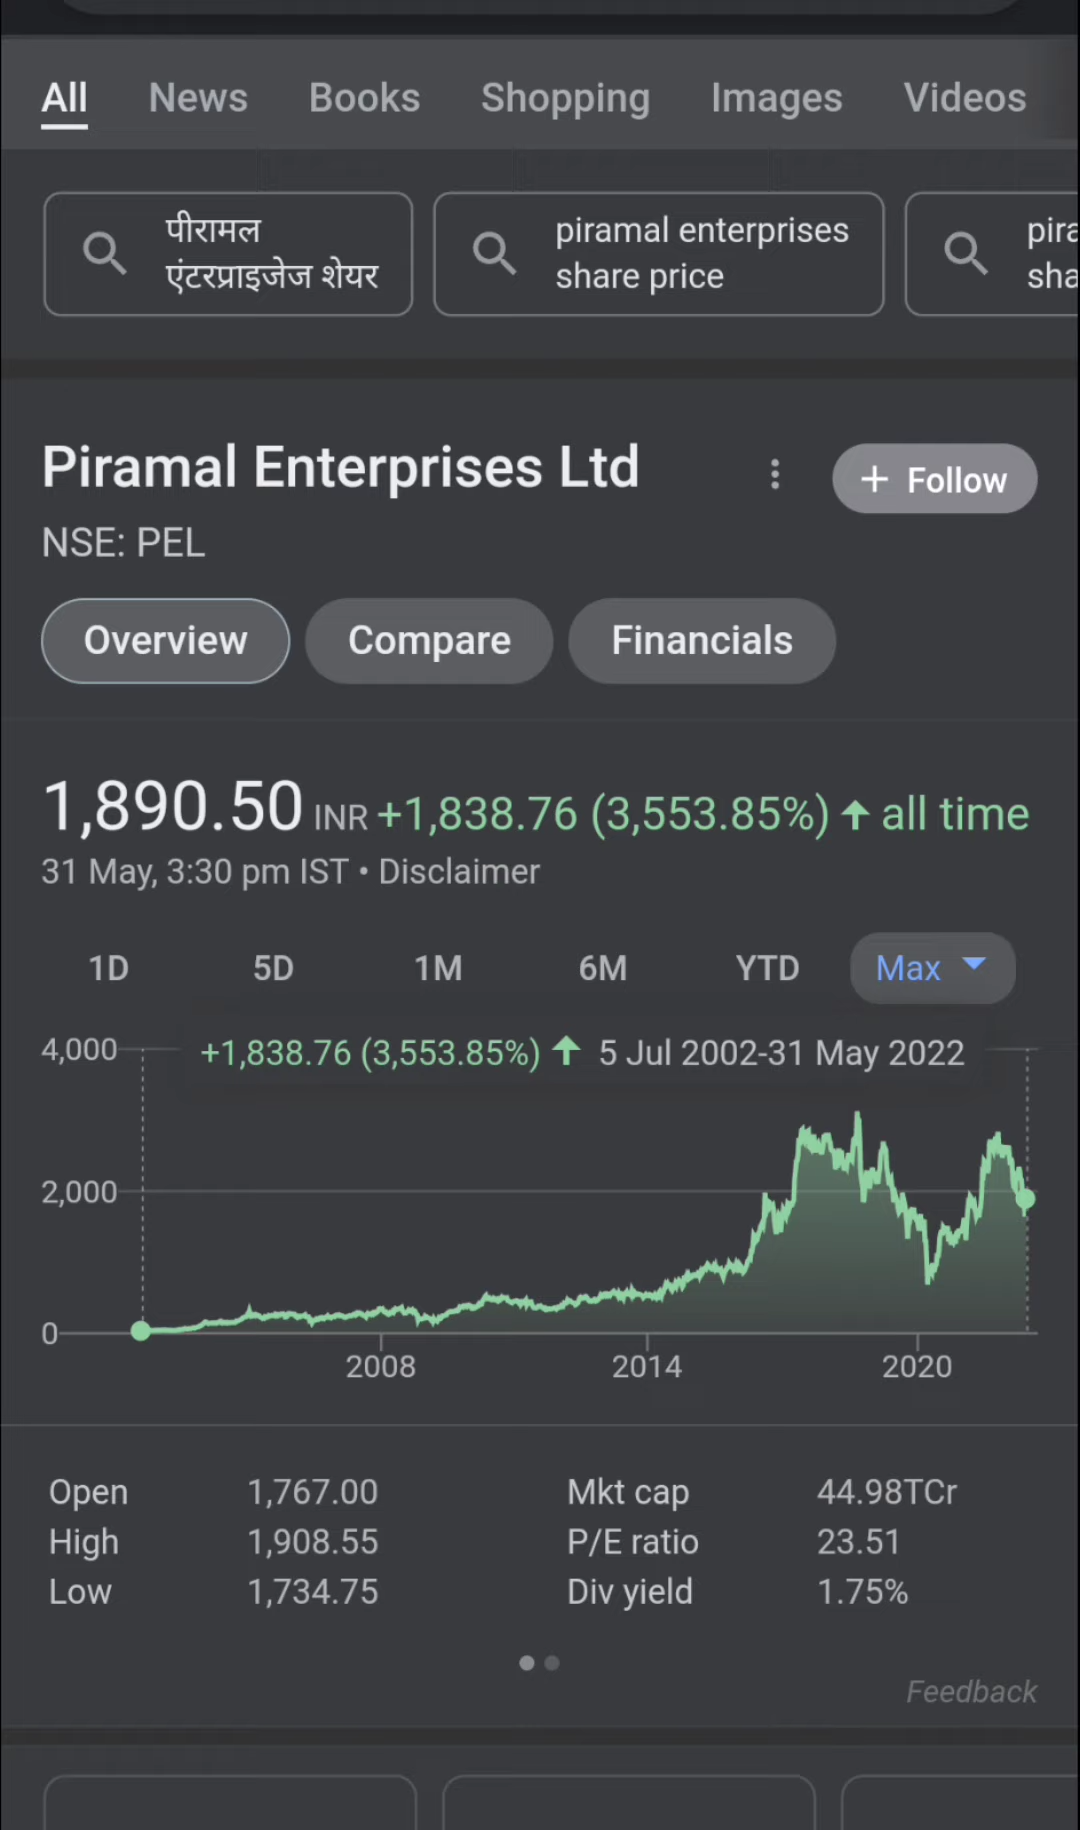 All News Books Shopping Images Videos
पीरामल
एंटरप्राइजेज शेयर
piramal enterprises
share price
pira
sha
Piramal Enterprises Ltd
+ Follow
NSE: PEL
Overview Compare Financials
1,890.50 INR +1,838.76 (3,553.85%) ↑ all time
31 May, 3:30 pm IST • Disclaimer
1D 5D 1M 6M YTD Max
+1,838.76 (3,553.85%) ↑ 5 Jul 2002-31 May 2022
4,000
2,000
0
2008 2014 2020
Open 1,767.00 Mkt cap 44.98TCr
High 1,908.55 P/E ratio 23.51
Low 1,734.75 Div yield 1.75%
Feedback